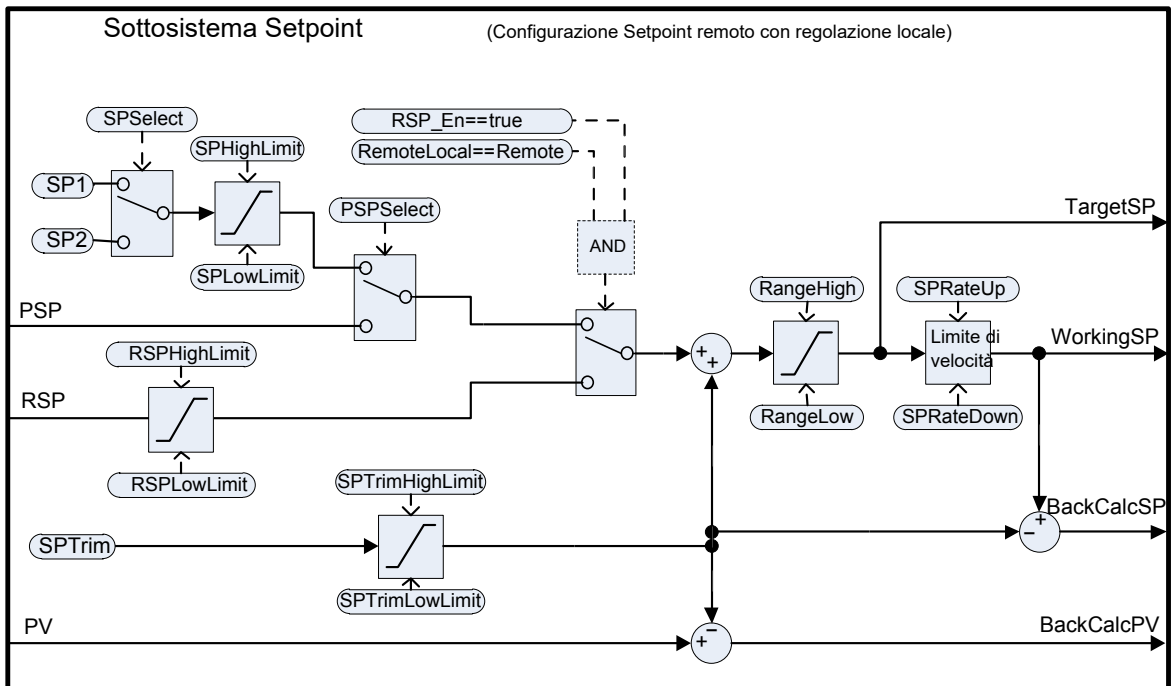 Sottosistema Setpoint
(Configurazione Setpoint remoto con regolazione locale)
SPSelect
RSP_En==true
SPHighLimit
RemoteLocal==Remote
SP1
PSPSelect
TargetSP
SP2
AND
SPLowLimit
RangeHigh
SPRateUp
PSP
Limite di
velocità
WorkingSP
RSPHighLimit
+
+
RSP
RangeLow
SPRateDown
RSPLowLimit
SPTrimHighLimit
BackCalcSP
+
−
SPTrim
SPTrimLowLimit
PV
−
+
BackCalcPV